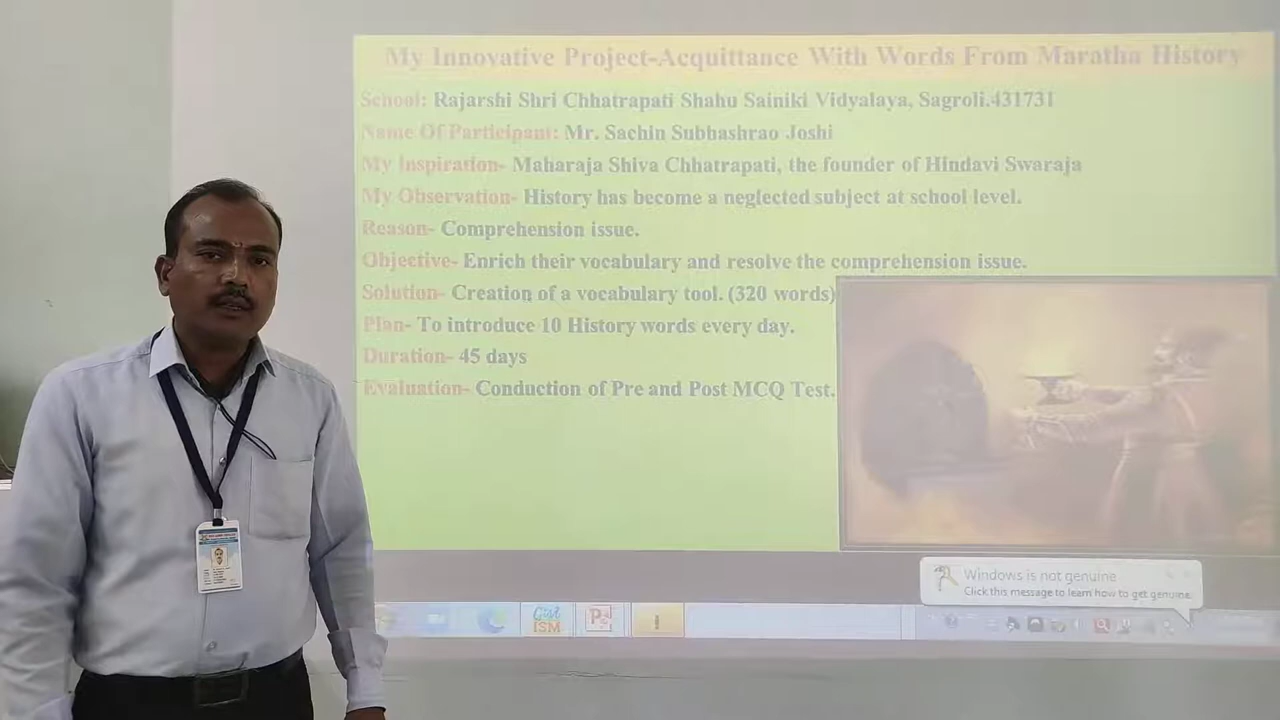 My Innovative Project-Acquittance With Words From Maratha History
School: Rajarshi Shri Chhatrapati Shahu Sainiki Vidyalaya, Sagroli.431731
Name Of Participant: Mr. Sachin Subhashrao Joshi
My Inspiration- Maharaja Shiva Chhatrapati, the founder of Hindavi Swaraja
My Observation- History has become a neglected subject at school level.
Reason- Comprehension issue.
Objective- Enrich their vocabulary and resolve the comprehension issue.
Solution- Creation of a vocabulary tool. (320 words)
Plan- To introduce 10 History words every day.
Duration- 45 days
Evaluation- Conduction of Pre and Post MCQ Test.
Windows is not genuine
Click this message to learn how to get genuine.
Gist
ISM